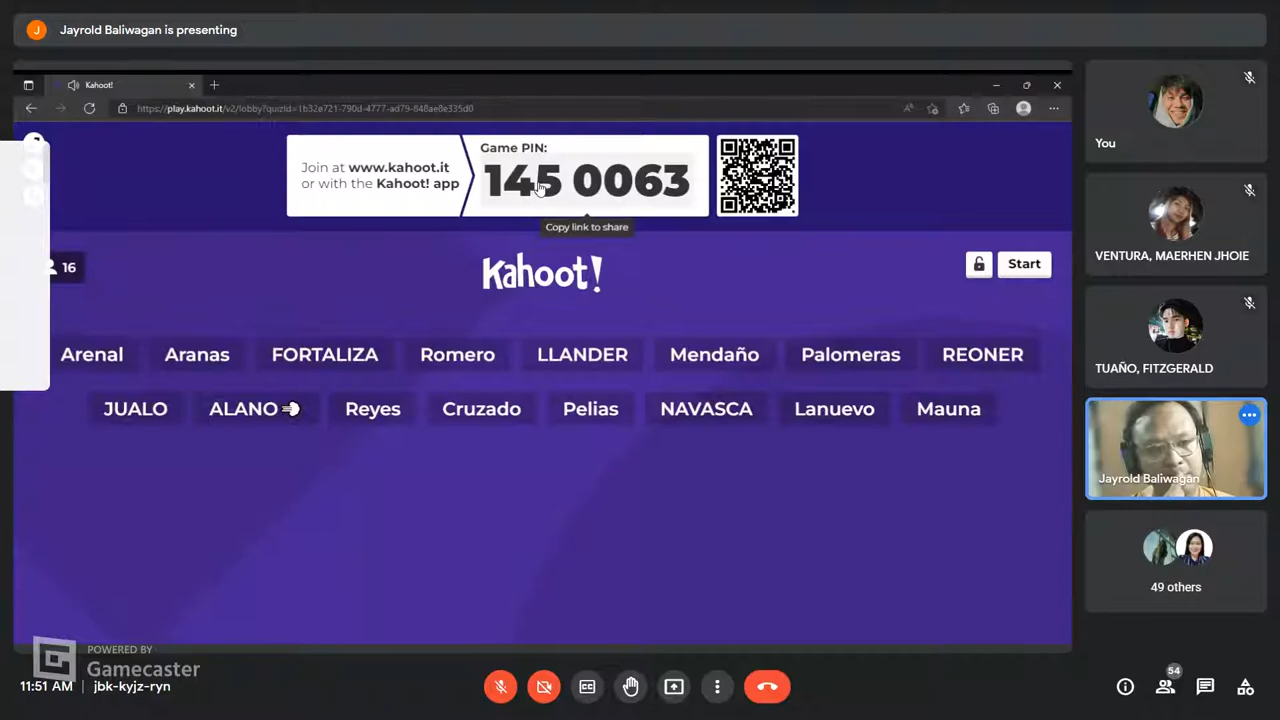 J Jayrold Baliwagan is presenting
Kahoot!
https://play.kahoot.it/v2/lobby?quizId=1b32e721-790d-4777-ad79-848ae8e335d0
Join at www.kahoot.it
or with the Kahoot! app
Game PIN:
145 0063
Copy link to share
16
Kahoot!
Start
Arenal Aranas FORTALIZA Romero LLANDER Mendaño Palomeras REONER
JUALO ALANO Reyes Cruzado Pelias NAVASCA Lanuevo Mauna
You
VENTURA, MAERHEN JHOIE
TUAÑO, FITZGERALD
Jayrold Baliwagan
49 others
POWERED BY
Gamecaster
11:51 AM | jbk-kyjz-ryn
54